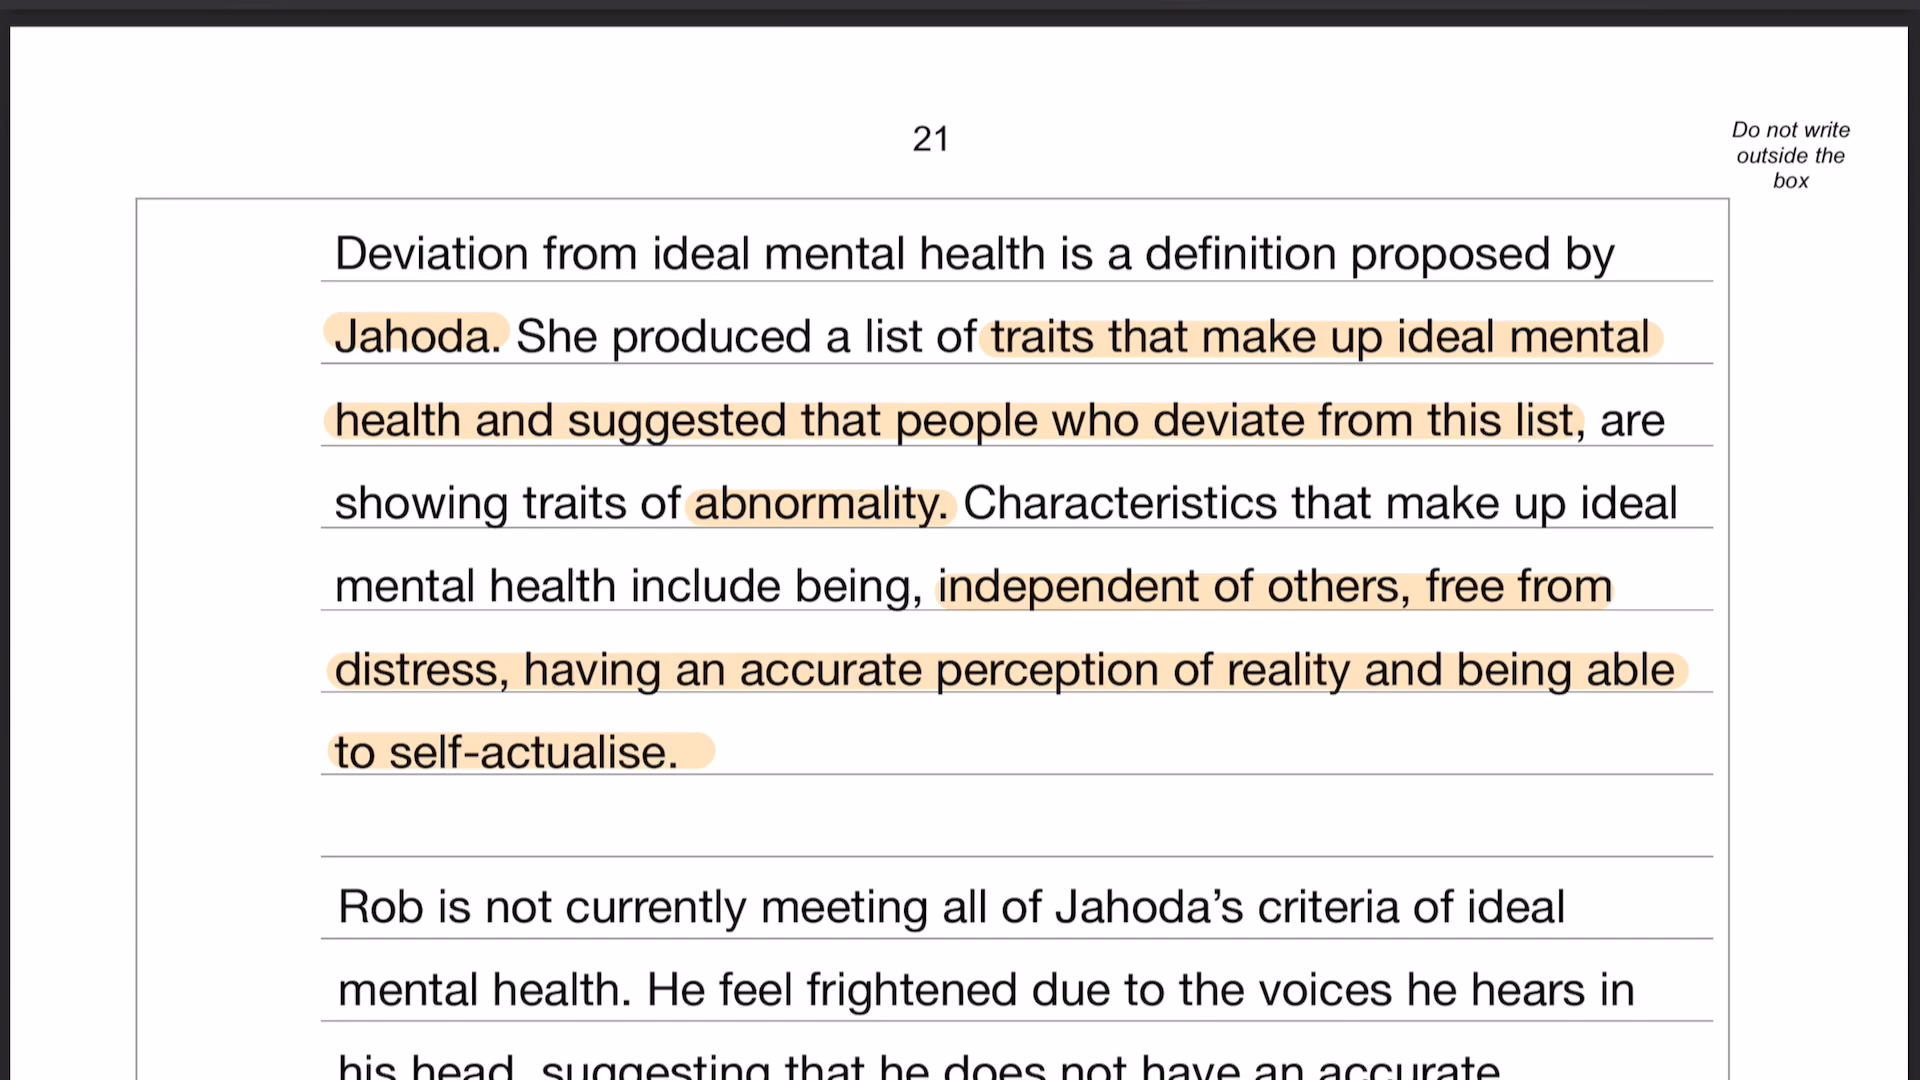 21
Do not write
outside the
box
Deviation from ideal mental health is a definition proposed by
Jahoda. She produced a list of traits that make up ideal mental
health and suggested that people who deviate from this list, are
showing traits of abnormality. Characteristics that make up ideal
mental health include being, independent of others, free from
distress, having an accurate perception of reality and being able
to self-actualise.
Rob is not currently meeting all of Jahoda’s criteria of ideal
mental health. He feel frightened due to the voices he hears in
his head, suggesting that he does not have an accurate